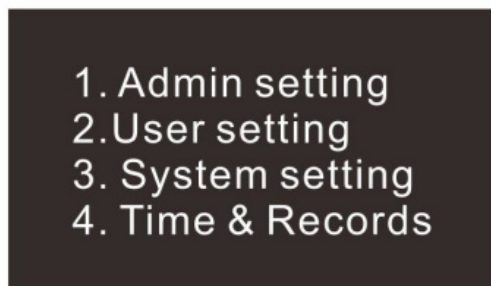 1. Admin setting
2.User setting
3. System setting
4. Time & Records